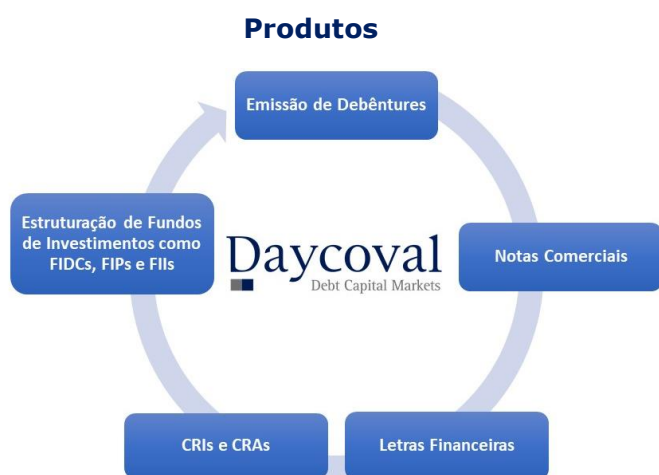 Produtos
Emissão de Debêntures
Notas Comerciais
Letras Financeiras
CRIs e CRAs
Estruturação de Fundos
de Investimentos como
FIDCs, FIPs e FIIs
Daycoval
Debt Capital Markets